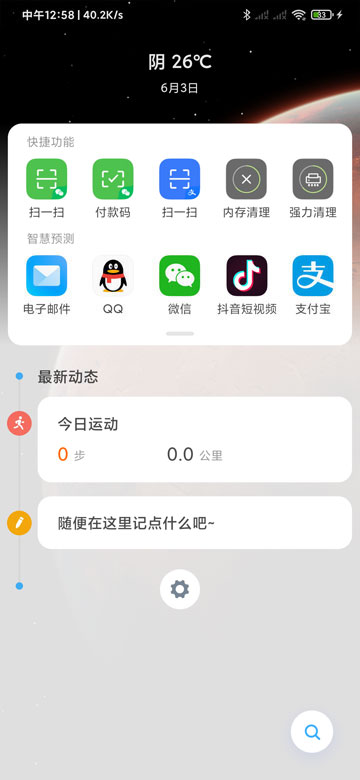 中午12:58 | 40.2K/s
83
阴 26℃
6月3日
快捷功能
扫一扫 付款码 扫一扫 内存清理 强力清理
智慧预测
电子邮件 QQ 微信 抖音短视频 支付宝
最新动态
今日运动
0 步 0.0 公里
随便在这里记点什么吧~